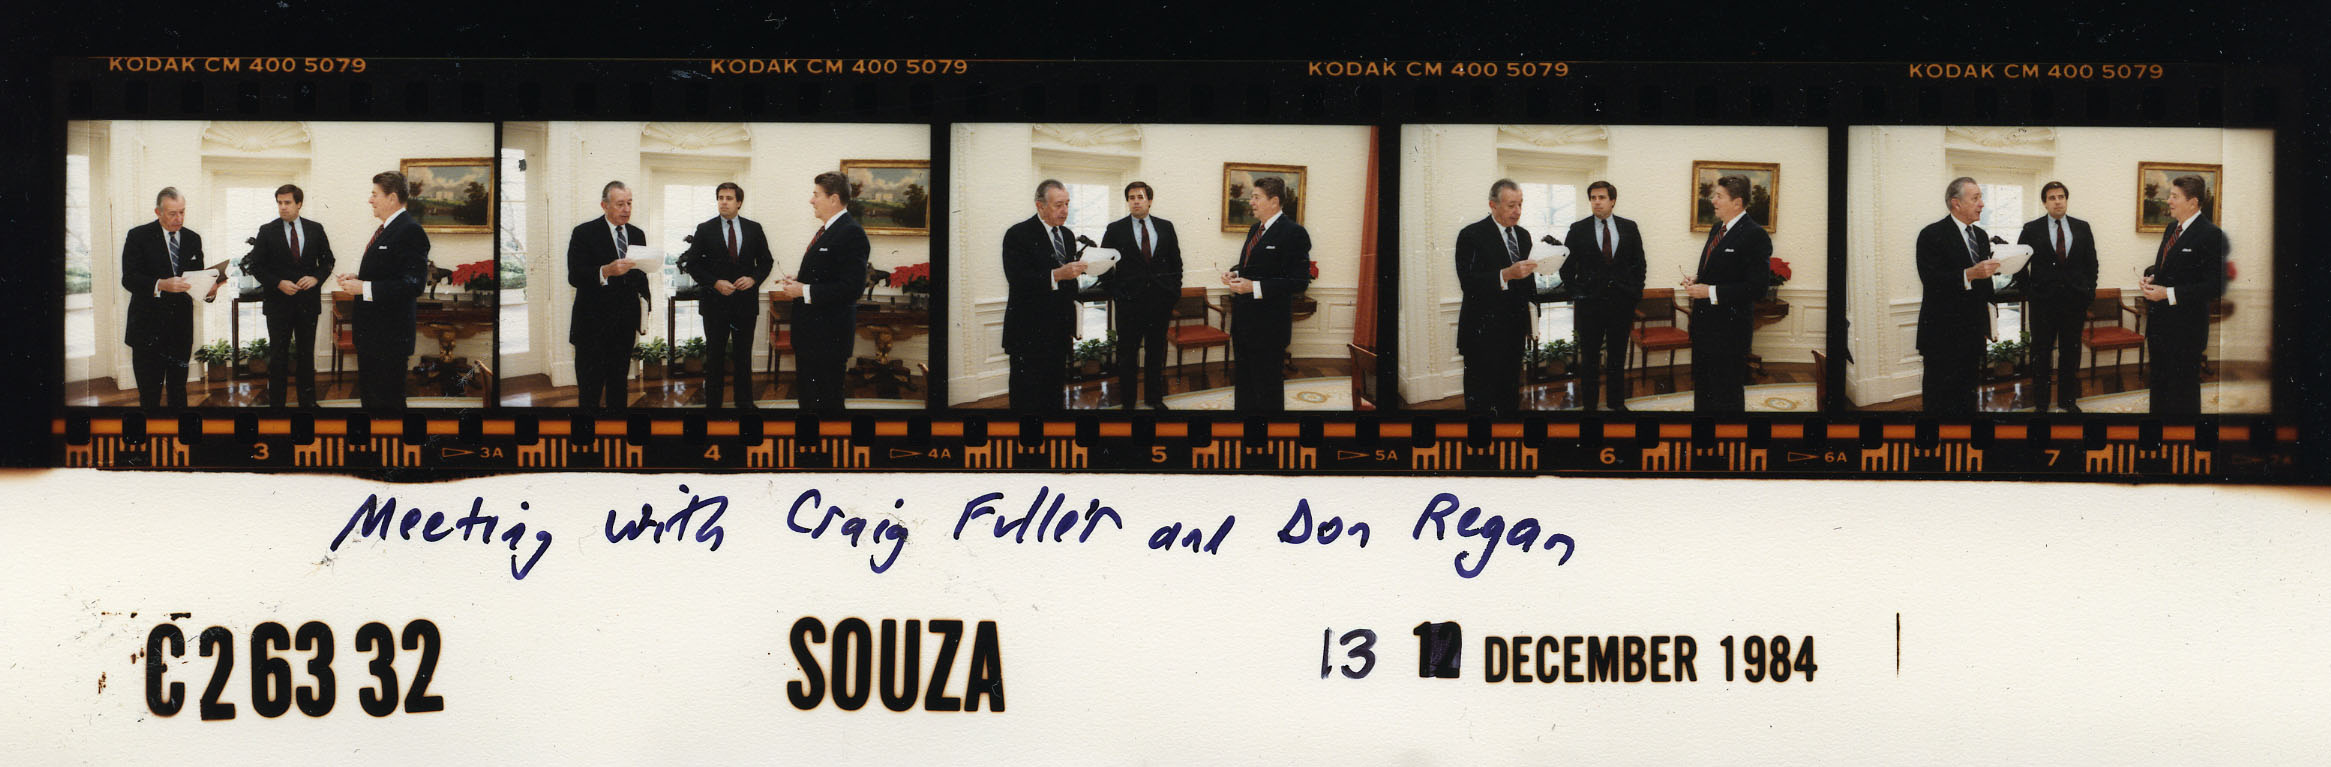 KODAK CM 400 5079 KODAK CM 400 5079 KODAK CM 400 5079 KODAK CM 400 5079
3 3A 4 4A 5 5A 6 6A 7 7A
Meeting with Craig Fuller and Don Regan
C26332 SOUZA 13 DECEMBER 1984